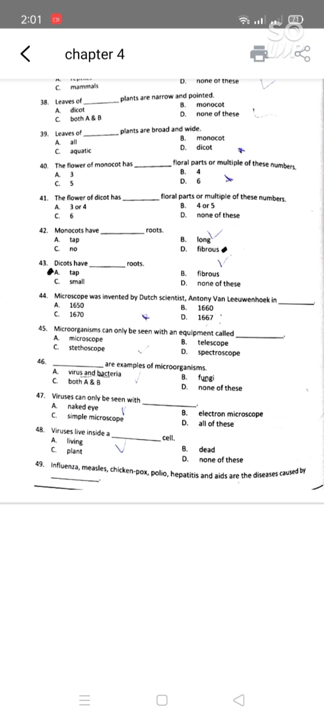 2:01
chapter 4
C. mammals D. none of these
38. Leaves of ________ plants are narrow and pointed.
A. dicot B. monocot
C. both A & B D. none of these
39. Leaves of ________ plants are broad and wide.
A. all B. monocot
C. aquatic D. dicot
40. The flower of monocot has ________ floral parts or multiple of these numbers.
A. 3 B. 4
C. 5 D. 6
41. The flower of dicot has ________ floral parts or multiple of these numbers.
A. 3 or 4 B. 4 or 5
C. 6 D. none of these
42. Monocots have ________ roots.
A. tap B. long
C. no D. fibrous
43. Dicots have ________ roots.
A. tap B. fibrous
C. small D. none of these
44. Microscope was invented by Dutch scientist, Antony Van Leeuwenhoek in ________
A. 1650 B. 1660
C. 1670 D. 1667
45. Microorganisms can only be seen with an equipment called ________
A. microscope B. telescope
C. stethoscope D. spectroscope
46. ________ are examples of microorganisms.
A. virus and bacteria B. fungi
C. both A & B D. none of these
47. Viruses can only be seen with ________
A. naked eye B. electron microscope
C. simple microscope D. all of these
48. Viruses live inside a ________ cell.
A. living B. dead
C. plant D. none of these
49. Influenza, measles, chicken-pox, polio, hepatitis and aids are the diseases caused by
________.